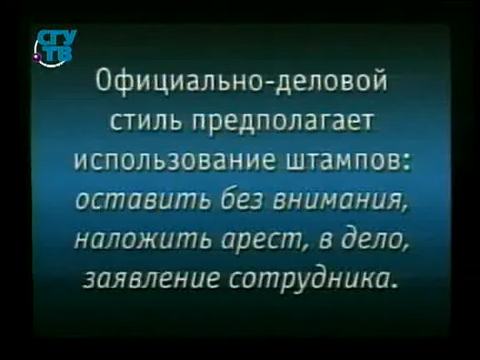 СГУ
ТВ
Официально-деловой
стиль предполагает
использование штампов:
оставить без внимания,
наложить арест, в дело,
заявление сотрудника.